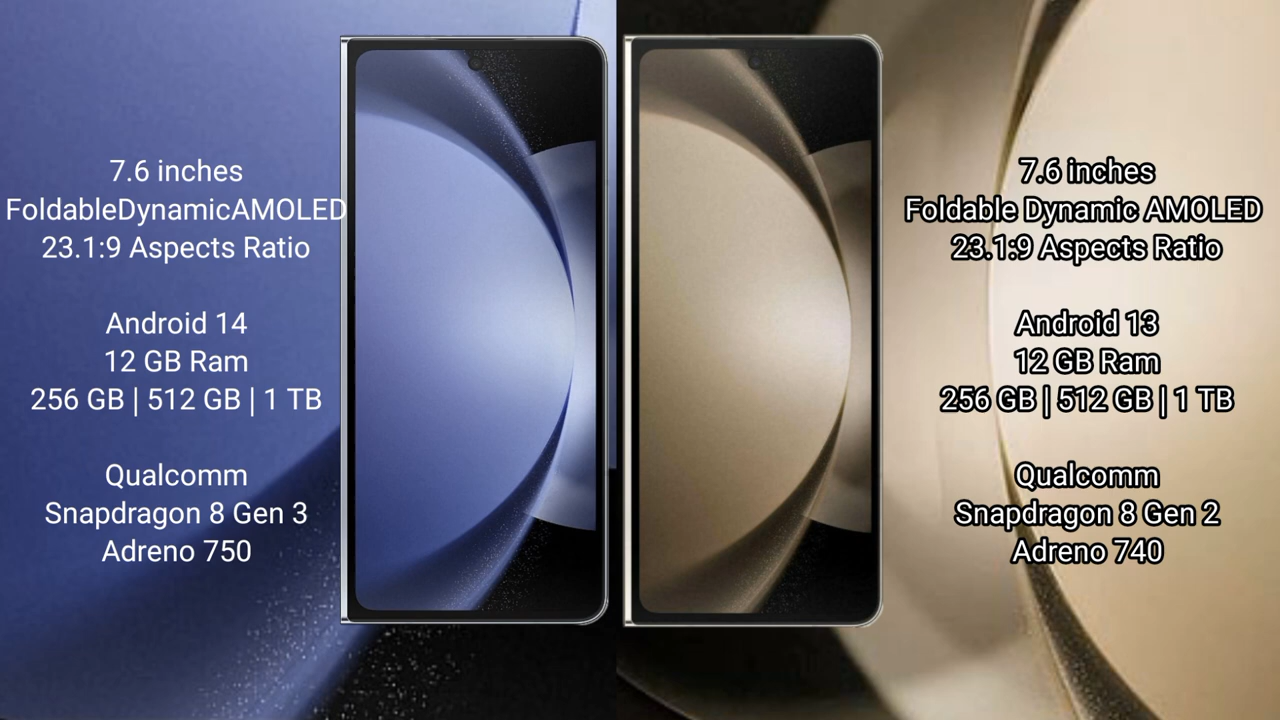 7.6 inches
FoldableDynamicAMOLED
23.1:9 Aspects Ratio
Android 14
12 GB Ram
256 GB | 512 GB | 1 TB
Qualcomm
Snapdragon 8 Gen 3
Adreno 750
7.6 inches
Foldable Dynamic AMOLED
23.1:9 Aspects Ratio
Android 13
12 GB Ram
256 GB | 512 GB | 1 TB
Qualcomm
Snapdragon 8 Gen 2
Adreno 740